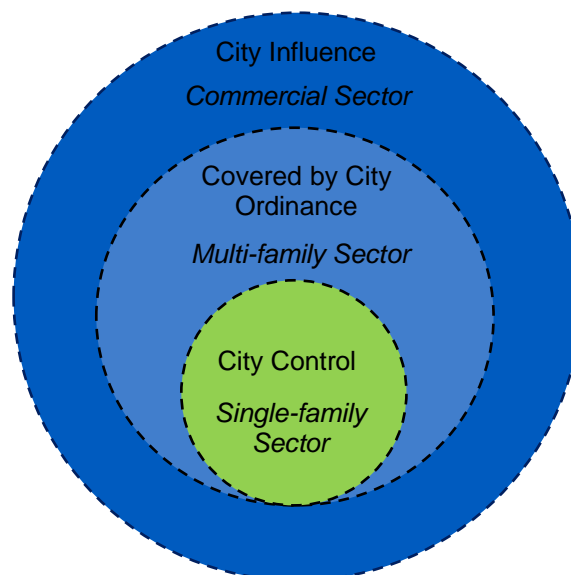 City Influence
Commercial Sector
Covered by City
Ordinance
Multi-family Sector
City Control
Single-family
Sector